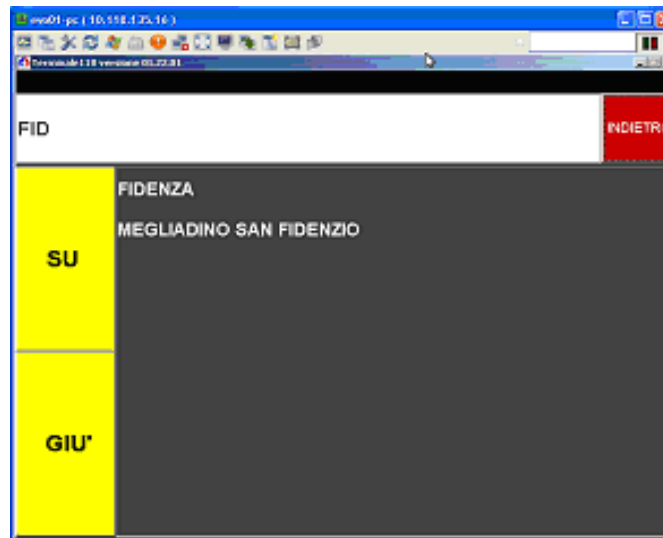 FID
INDIETR
FIDENZA
MEGLIADINO SAN FIDENZIO
SU
GIU'